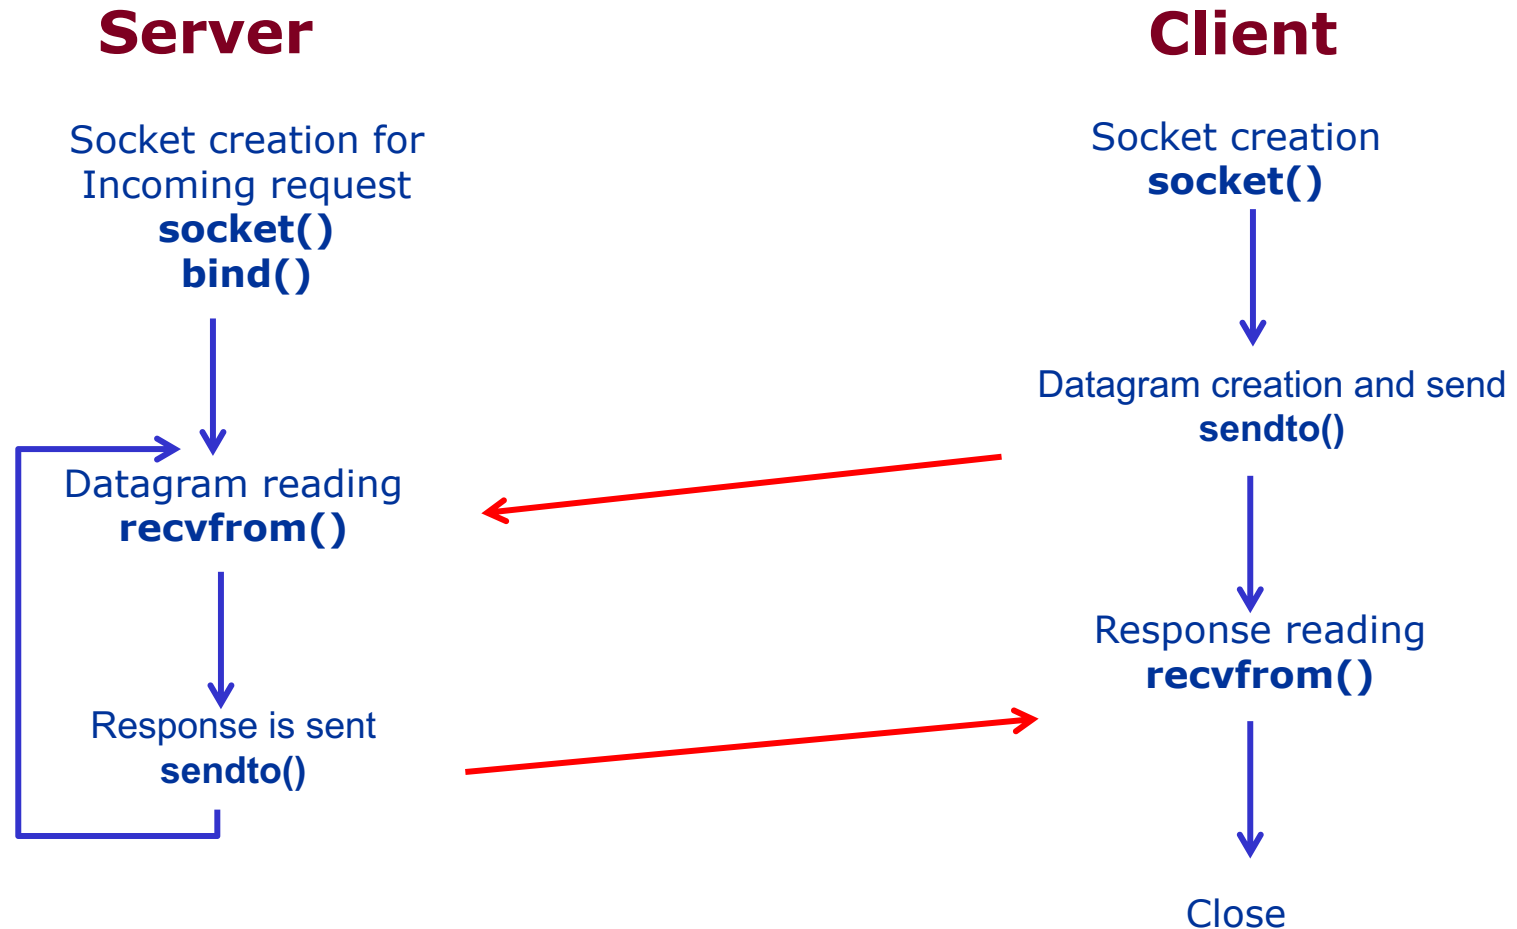 Server
Socket creation for
Incoming request
socket()
bind()
Datagram reading
recvfrom()
Response is sent
sendto()
Client
Socket creation
socket()
Datagram creation and send
sendto()
Response reading
recvfrom()
Close